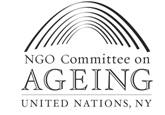 NGO Committee on
AGEING
UNITED NATIONS, NY